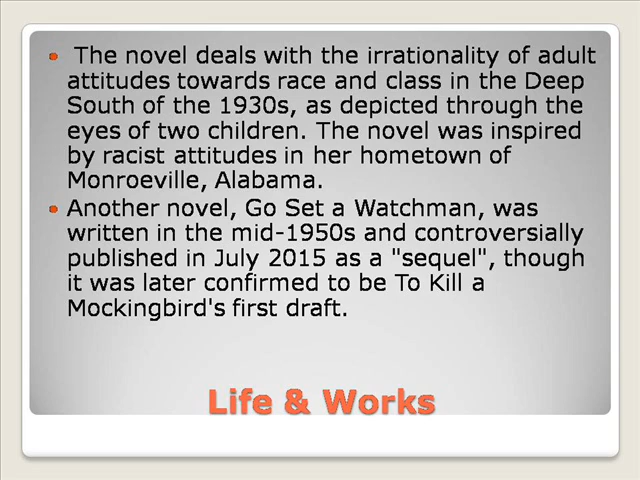 • The novel deals with the irrationality of adult
attitudes towards race and class in the Deep
South of the 1930s, as depicted through the
eyes of two children. The novel was inspired
by racist attitudes in her hometown of
Monroeville, Alabama.
• Another novel, Go Set a Watchman, was
written in the mid-1950s and controversially
published in July 2015 as a "sequel", though
it was later confirmed to be To Kill a
Mockingbird's first draft.
Life & Works